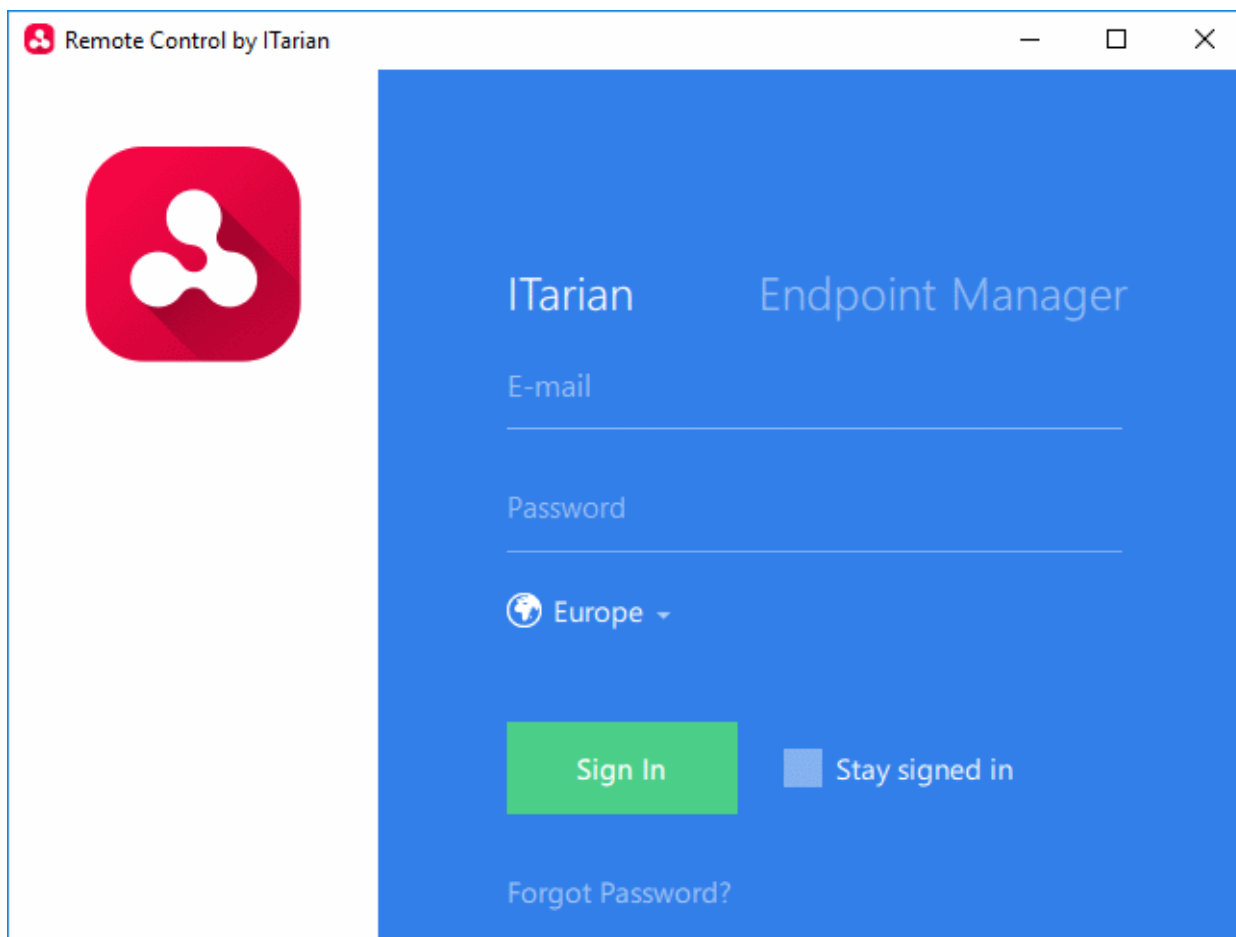 Remote Control by ITarian
ITarian Endpoint Manager
E-mail
Password
Europe
Sign In Stay signed in
Forgot Password?